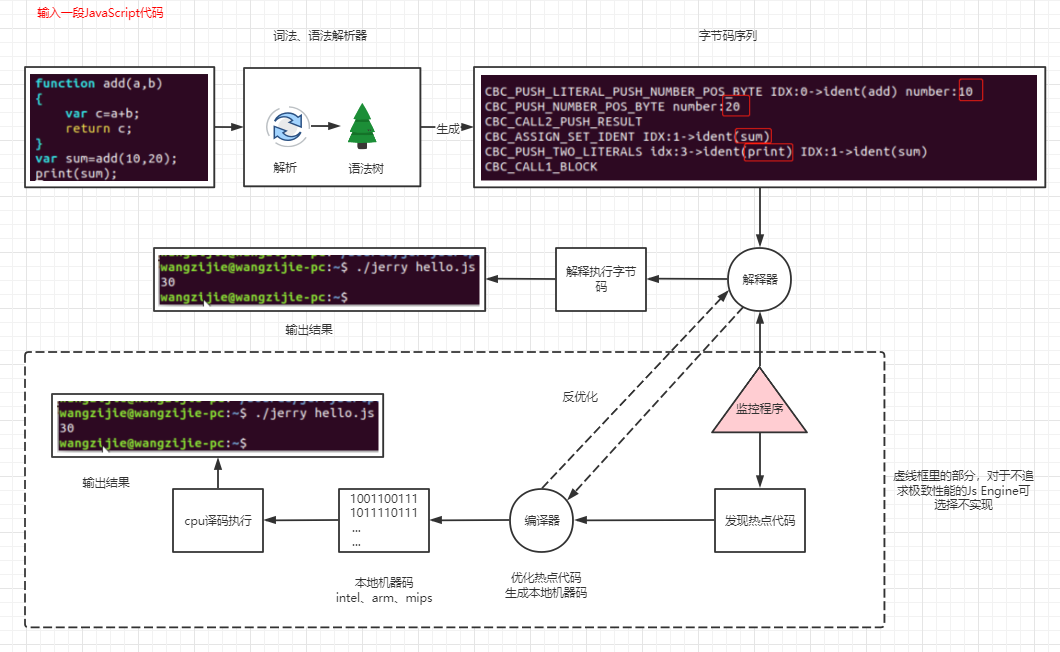 输入一段JavaScript代码
词法、语法解析器
字节码序列
function add(a,b)
{
var c=a+b;
return c;
}
var sum=add(10,20);
print(sum);
解析
语法树
生成
CBC_PUSH_LITERAL_PUSH_NUMBER_POS_BYTE IDX:0->ident(add) number:10
CBC_PUSH_NUMBER_POS_BYTE number:20
CBC_CALL2_PUSH_RESULT
CBC_ASSIGN_SET_IDENT IDX:1->ident(sum)
CBC_PUSH_TWO_LITERALS idx:3->ident(print) IDX:1->ident(sum)
CBC_CALL1_BLOCK
wangzijie@wangzijie-pc:~$ ./jerry hello.js
30
wangzijie@wangzijie-pc:~$
输出结果
解释执行字节
码
解释器
反优化
监控程序
wangzijie@wangzijie-pc:~$ ./jerry hello.js
30
wangzijie@wangzijie-pc:~$
输出结果
cpu译码执行
1001100111
1011110111
...
...
本地机器码
intel、arm、mips
编译器
优化热点代码
生成本地机器码
发现热点代码
虚线框里的部分，对于不追
求极致性能的Js Engine可
选择不实现